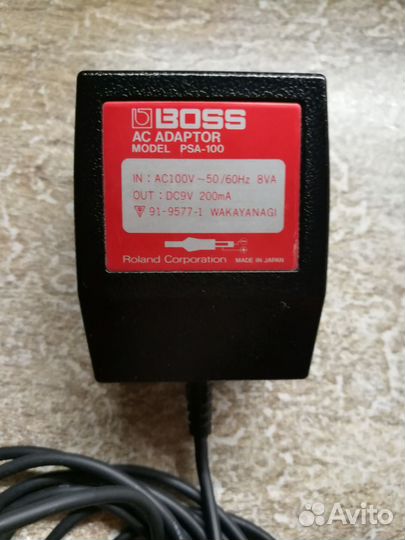 BOSS
AC ADAPTOR
MODEL PSA-100
IN : AC100V ~ 50/60Hz 8VA
OUT : DC9V 200mA
91-9577-1 WAKAYANAGI
Roland Corporation MADE IN JAPAN
Avito